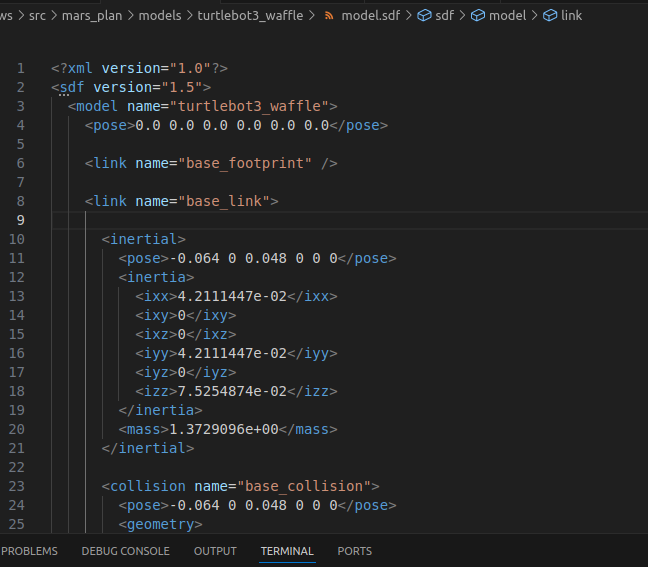 ws > src > mars_plan > models > turtlebot3_waffle > model.sdf > sdf > model > link
1 <?xml version="1.0"?>
2 <sdf version="1.5">
3 <model name="turtlebot3_waffle">
4 <pose>0.0 0.0 0.0 0.0 0.0 0.0</pose>
5
6 <link name="base_footprint" />
7
8 <link name="base_link">
9
10 <inertial>
11 <pose>-0.064 0 0.048 0 0 0</pose>
12 <inertia>
13 <ixx>4.2111447e-02</ixx>
14 <ixy>0</ixy>
15 <ixz>0</ixz>
16 <iyy>4.2111447e-02</iyy>
17 <iyz>0</iyz>
18 <izz>7.5254874e-02</izz>
19 </inertia>
20 <mass>1.3729096e+00</mass>
21 </inertial>
22
23 <collision name="base_collision">
24 <pose>-0.064 0 0.048 0 0 0</pose>
25 <geometry>
PROBLEMS DEBUG CONSOLE OUTPUT TERMINAL PORTS